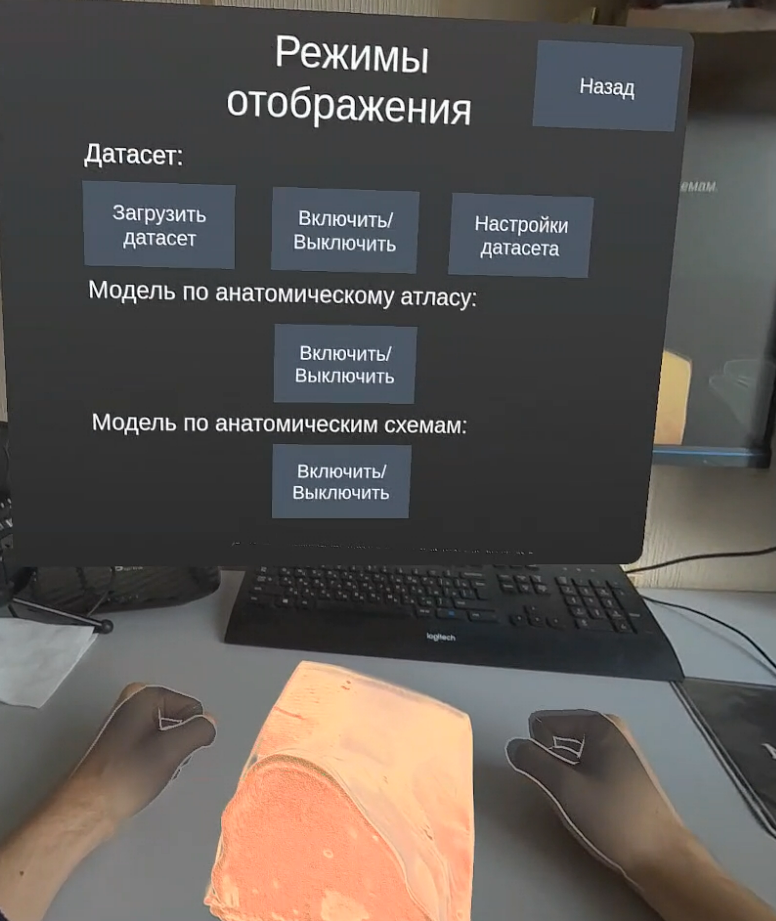 Режимы
отображения
Назад
Датасет:
Загрузить
датасет
Включить/
Выключить
Настройки
датасета
Модель по анатомическому атласу:
Включить/
Выключить
Модель по анатомическим схемам:
Включить/
Выключить
logitech